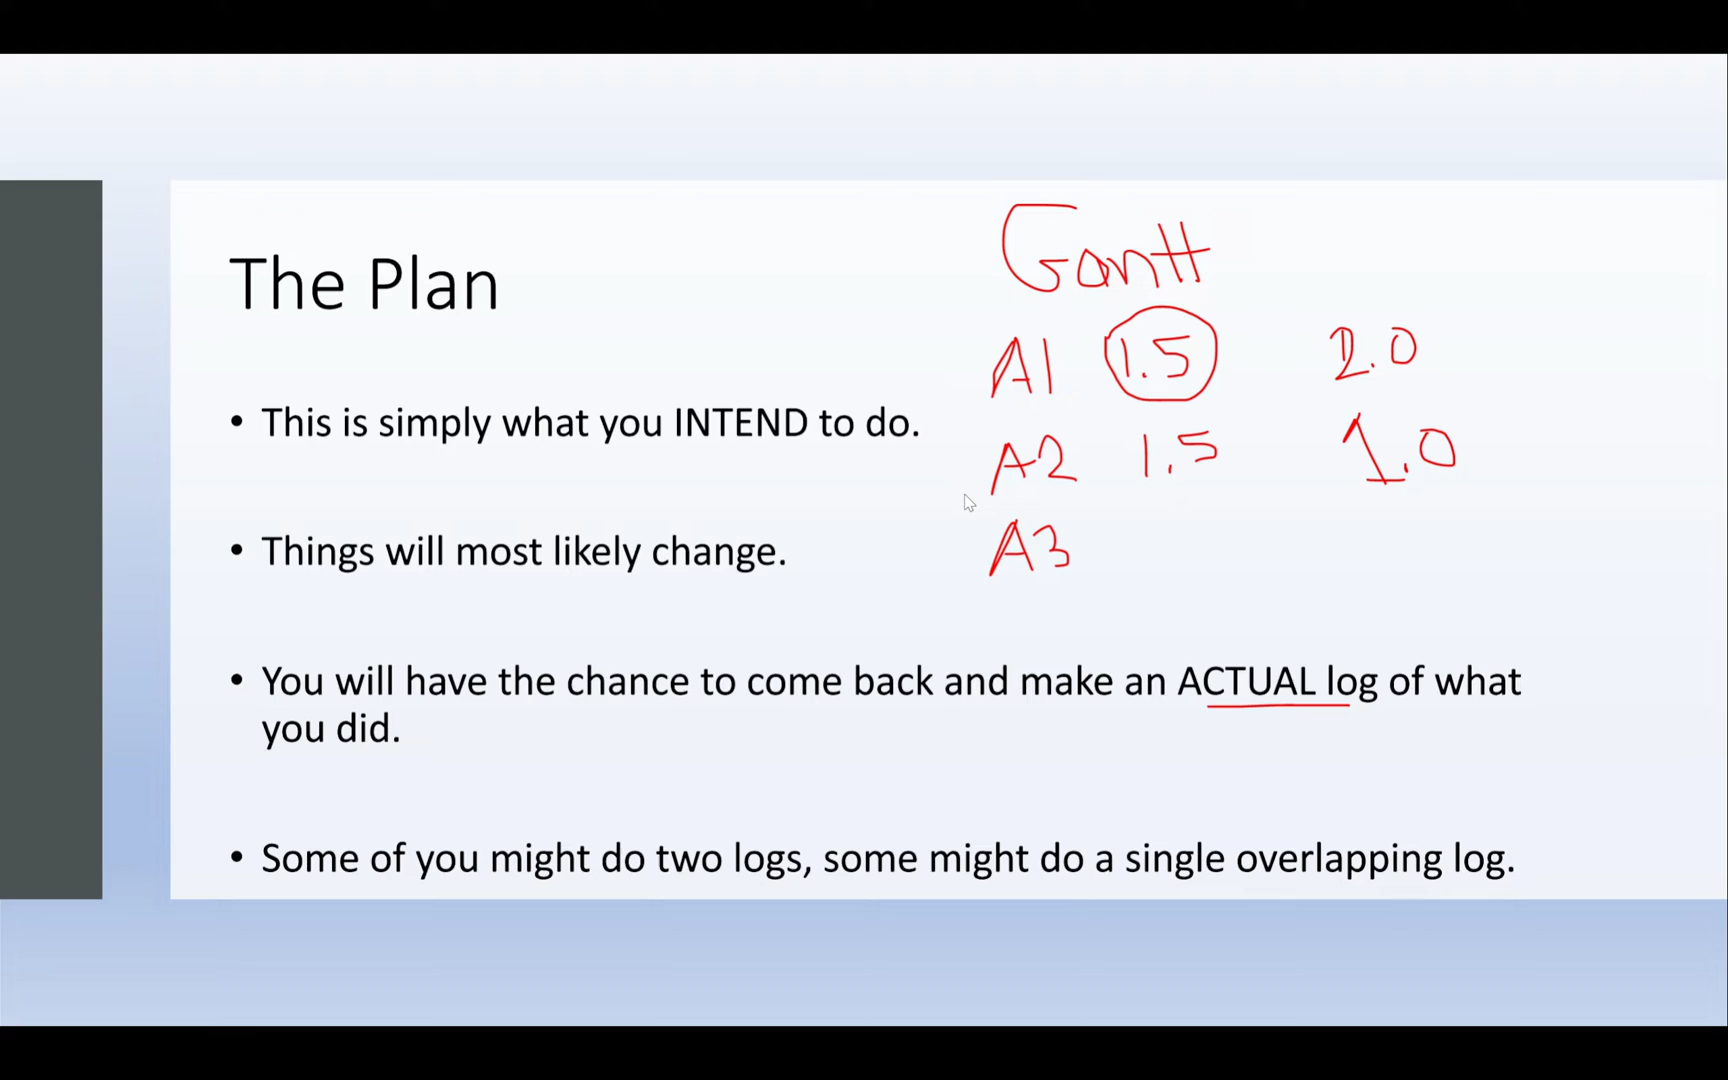 The Plan
• This is simply what you INTEND to do.
• Things will most likely change.
• You will have the chance to come back and make an ACTUAL log of what
you did.
• Some of you might do two logs, some might do a single overlapping log.
Gantt
A1 1.5 2.0
A2 1.5 1.0
A3